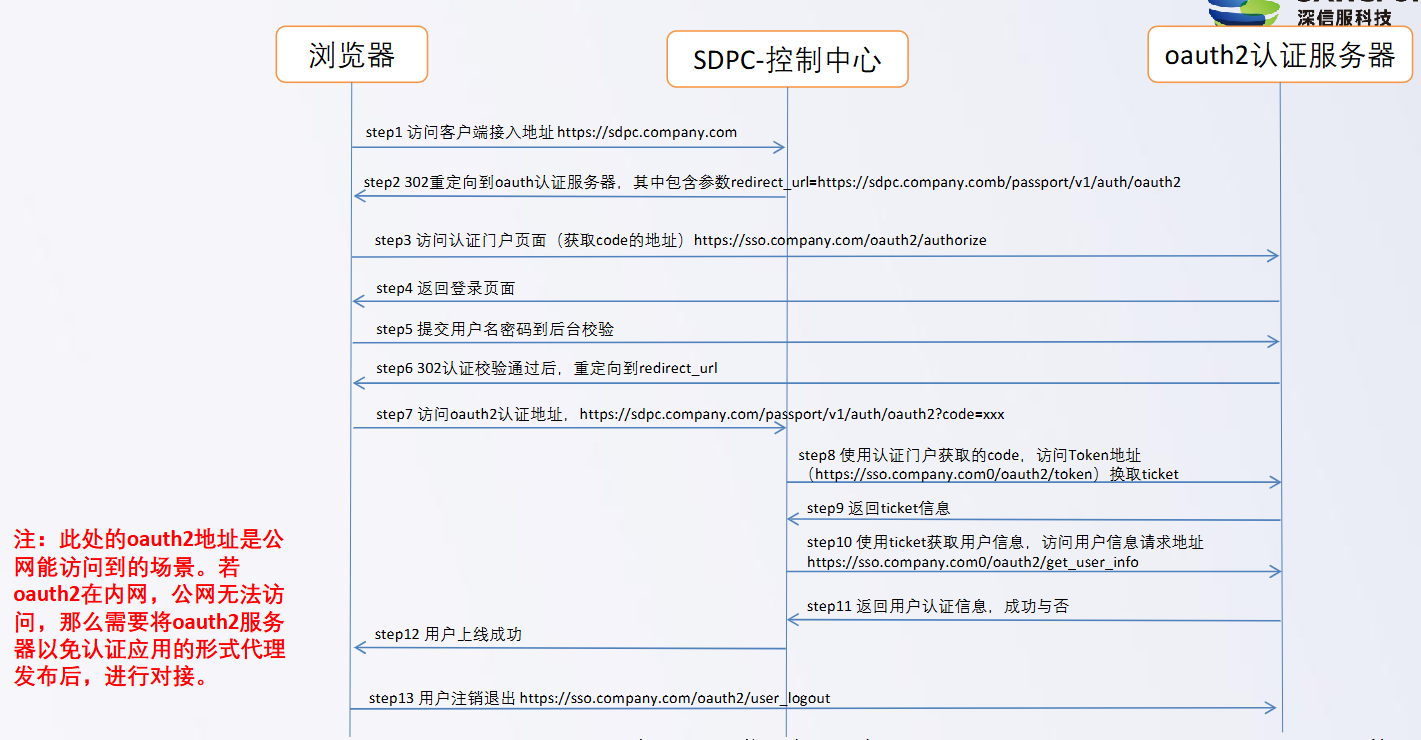 深信服科技
浏览器
SDPC-控制中心
oauth2认证服务器
step1 访问客户端接入地址 https://sdpc.company.com
step2 302重定向到oauth认证服务器，其中包含参数redirect_url=https://sdpc.company.comb/passport/v1/auth/oauth2
step3 访问认证门户页面（获取code的地址）https://sso.company.com/oauth2/authorize
step4 返回登录页面
step5 提交用户名密码到后台校验
step6 302认证校验通过后，重定向到redirect_url
step7 访问oauth2认证地址，https://sdpc.company.com/passport/v1/auth/oauth2?code=xxx
step8 使用认证门户获取的code，访问Token地址
（https://sso.company.com0/oauth2/token）换取ticket
step9 返回ticket信息
step10 使用ticket获取用户信息，访问用户信息请求地址
https://sso.company.com0/oauth2/get_user_info
step11 返回用户认证信息，成功与否
step12 用户上线成功
step13 用户注销退出 https://sso.company.com/oauth2/user_logout
注：此处的oauth2地址是公
网能访问到的场景。若
oauth2在内网，公网无法访
问，那么需要将oauth2服务
器以免认证应用的形式代理
发布后，进行对接。